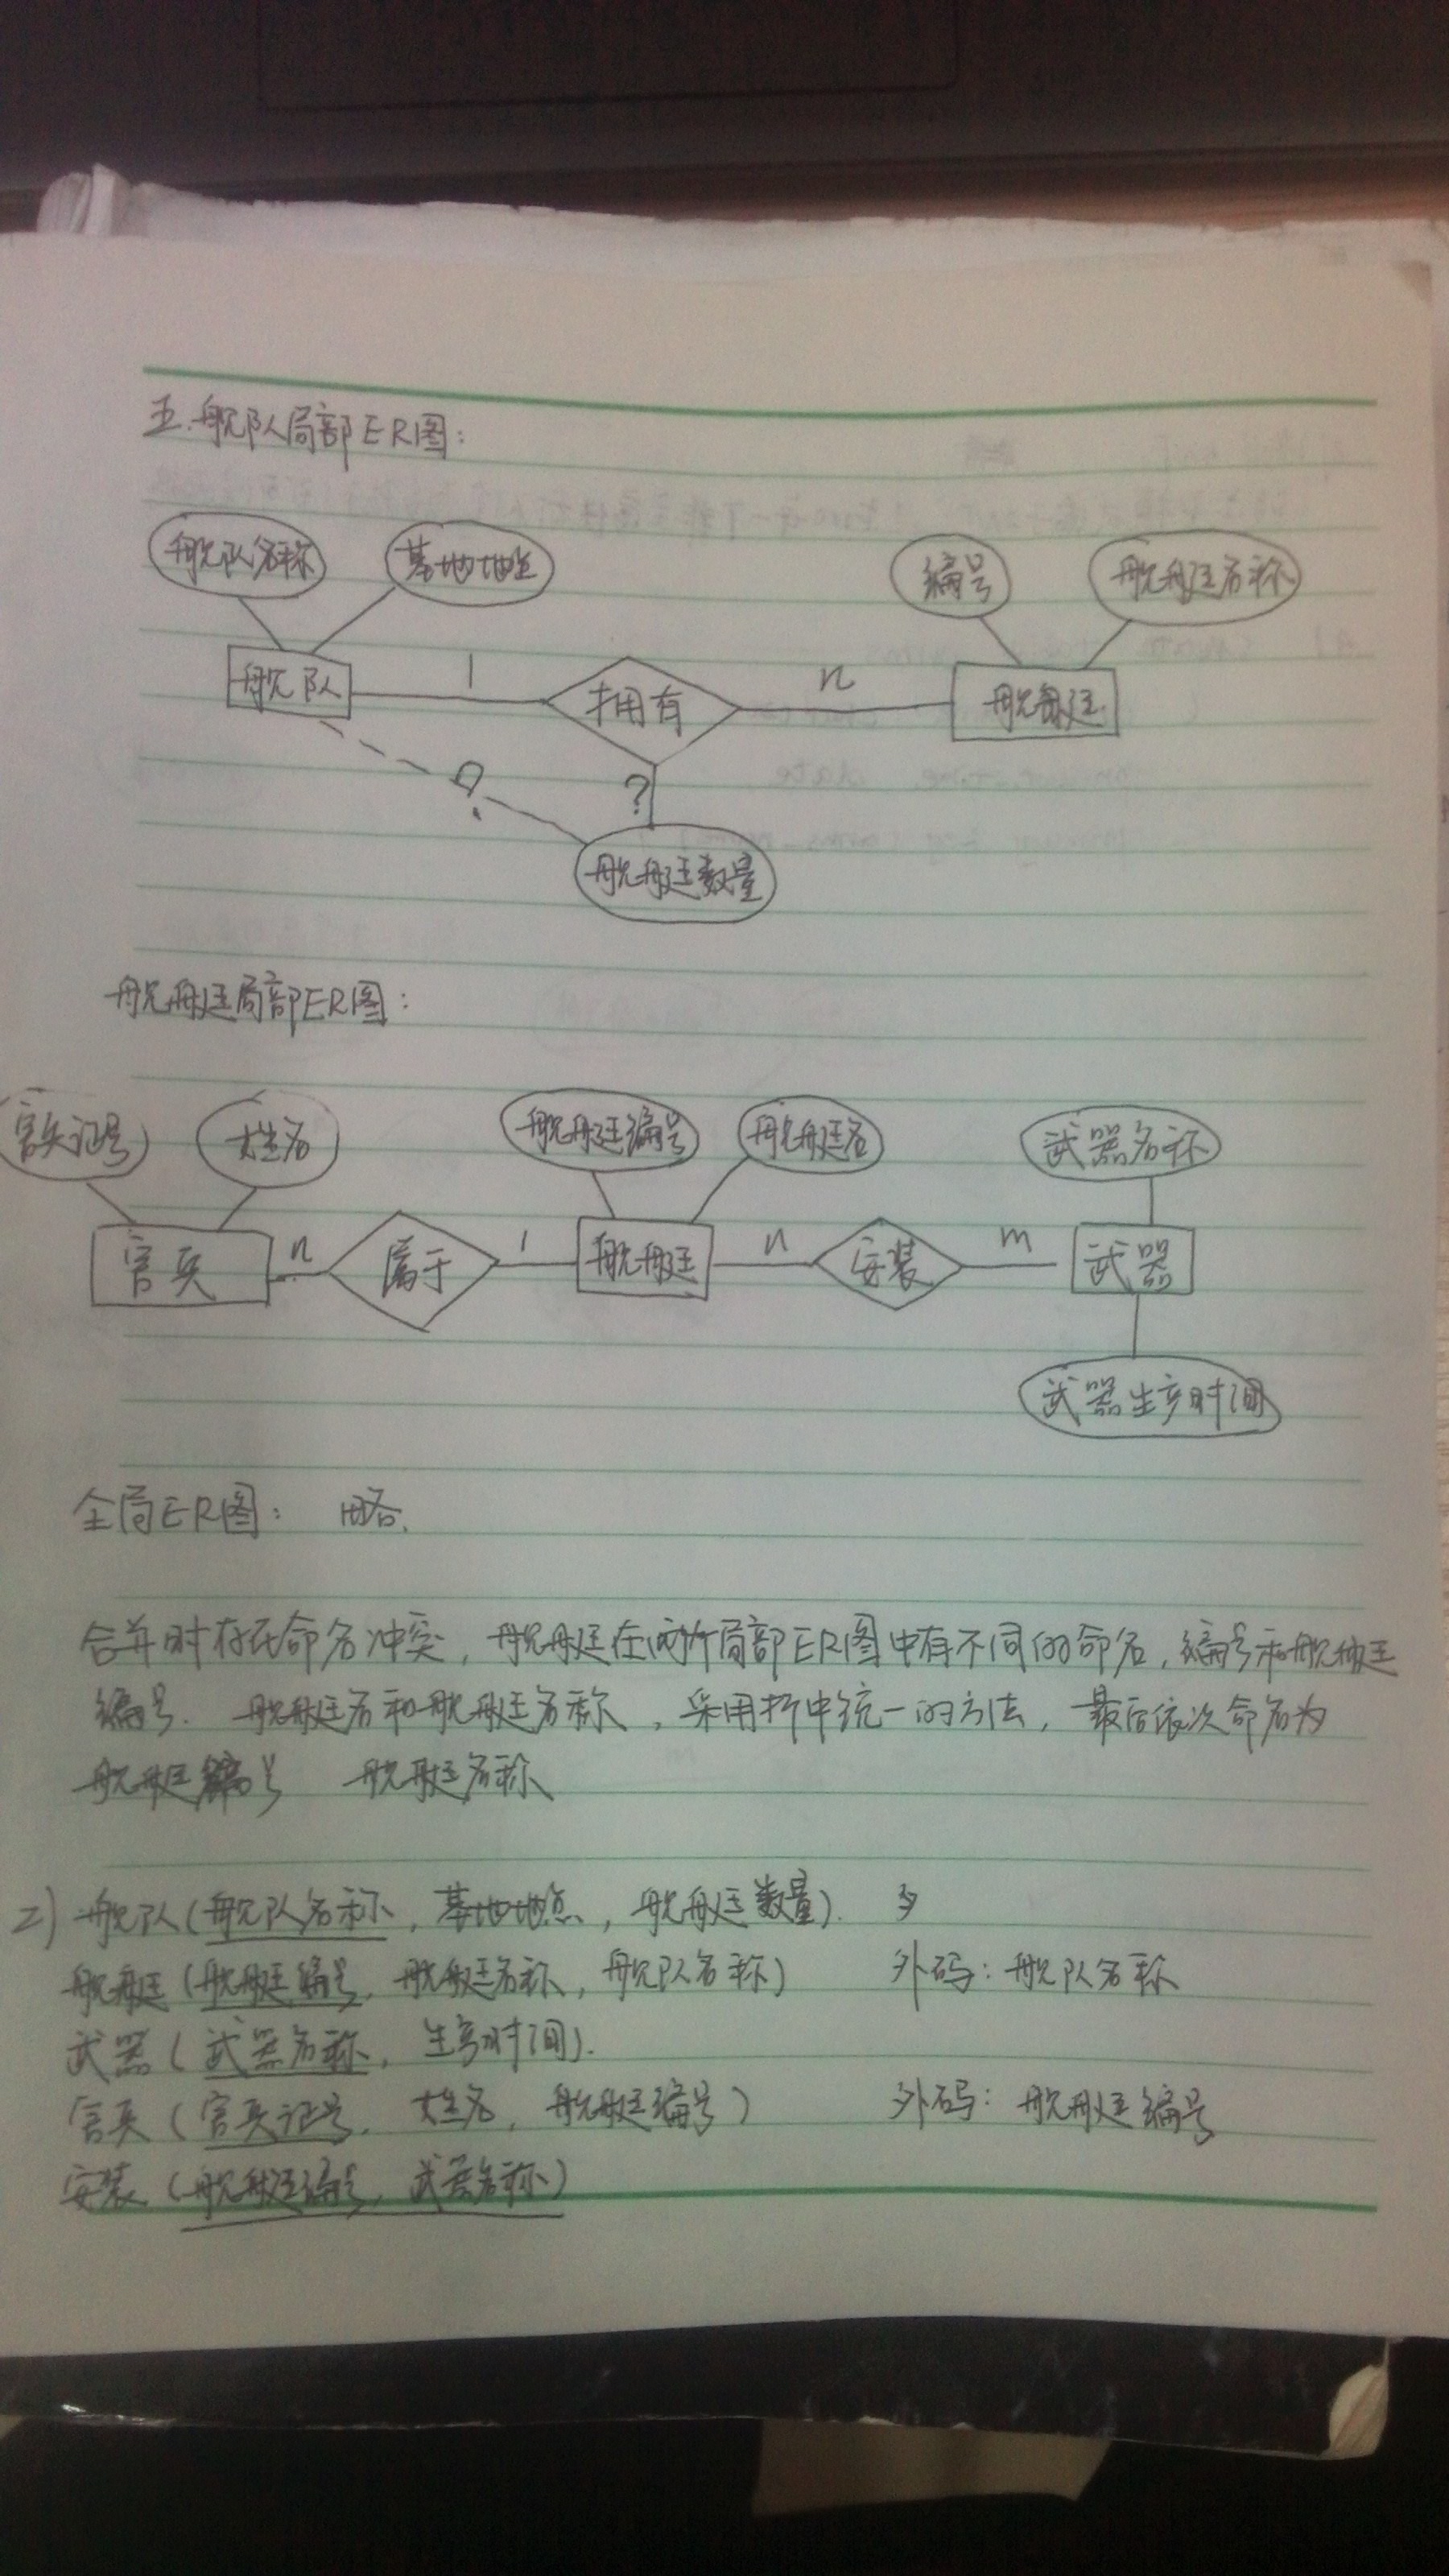 五.舰队局部ER图:
舰队名称 基地地点 编号 舰艇名称
舰队 1 拥有 n 舰艇
? ?
舰艇数量
舰艇局部ER图:
官兵证号 姓名 舰艇编号 舰艇名 武器名称
官兵 n 属于 1 舰艇 n 安装 m 武器
武器生产时间
全局ER图: 略.
合并时存在命名冲突,舰艇在两个局部ER图中有不同的命名,编号和舰艇
编号. 舰艇名和舰艇名称,采用折中统一的方法,最后依次命名为
舰艇编号 舰艇名称
2) 舰队(舰队名称,基地地点,舰艇数量).
舰艇(舰艇编号,舰艇名称,舰队名称) 外码:舰队名称
武器(武器名称,生产时间).
官兵(官兵证号,姓名,舰艇编号) 外码:舰艇编号
安装(舰艇编号,武器名称)